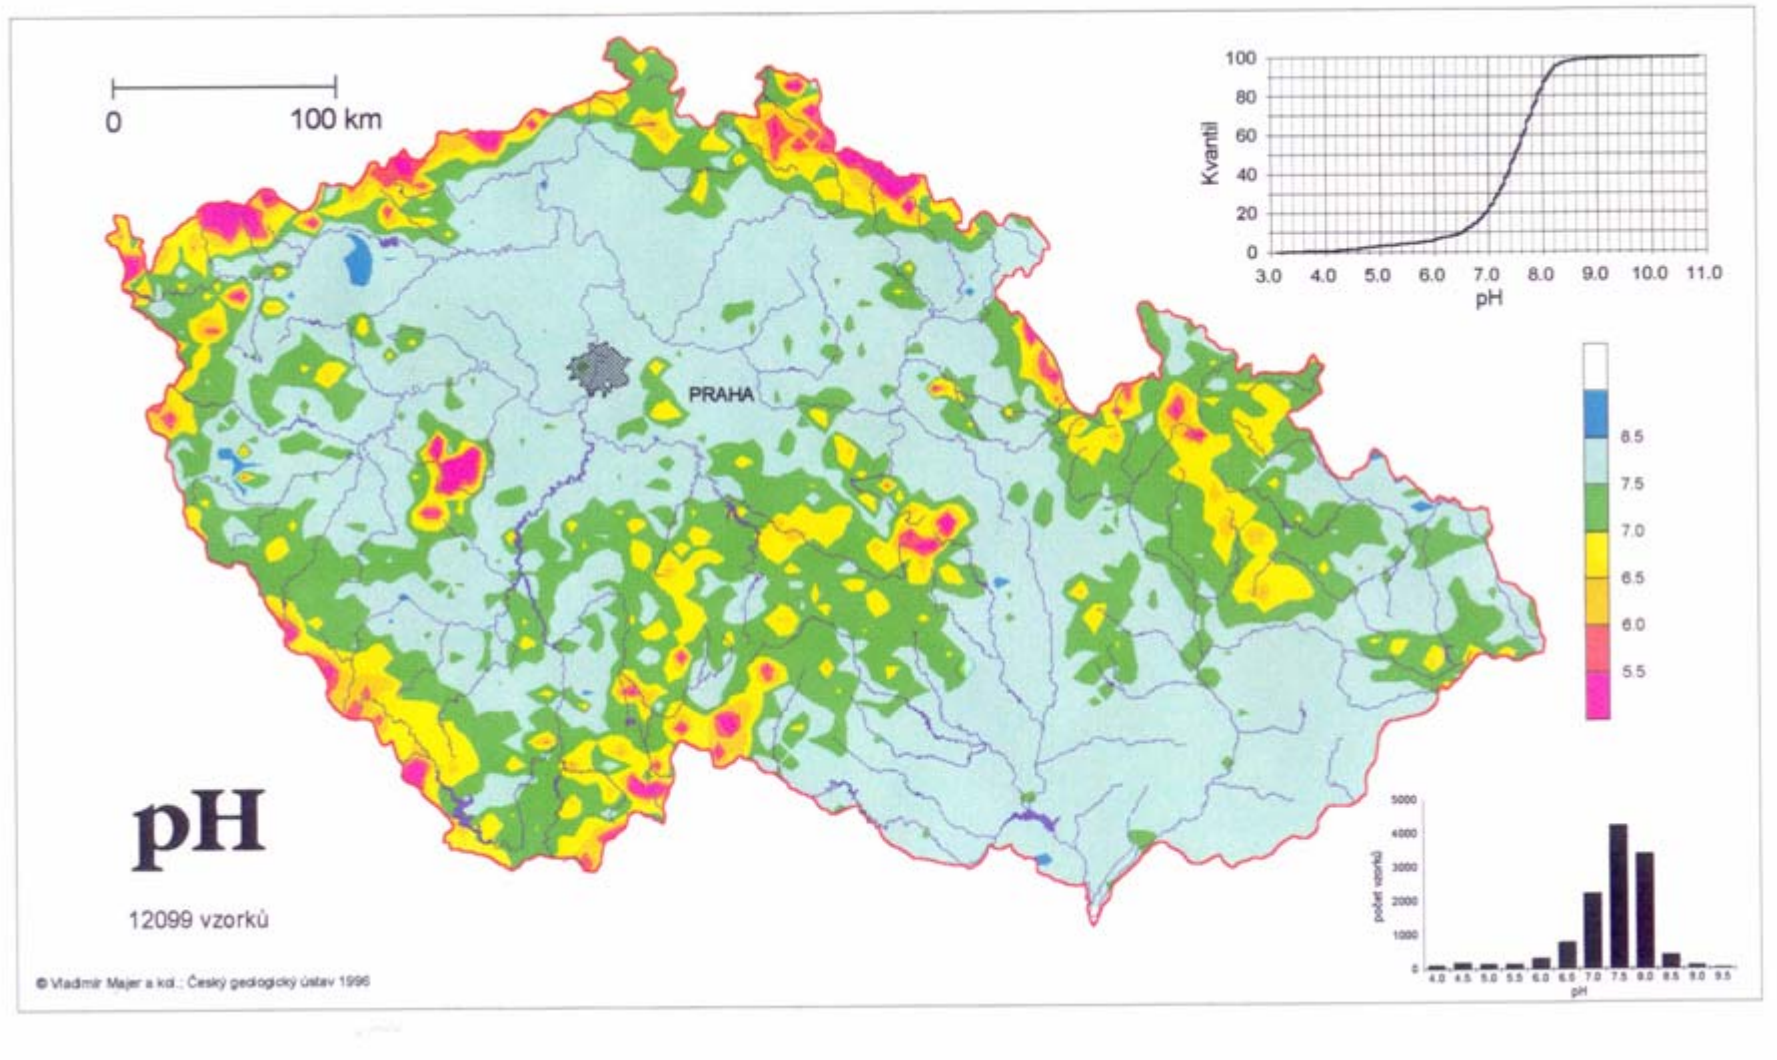 0 100 km
Kvantil
100
80
60
40
20
0
3.0 4.0 5.0 6.0 7.0 8.0 9.0 10.0 11.0
pH
PRAHA
8.5
7.5
7.0
6.5
6.0
5.5
pH
12099 vzorků
© Vladimír Majer a kol.; Český geologický ústav 1996
počet vzorků
5000
4000
3000
2000
1000
0
4.0 4.5 5.0 5.5 6.0 6.5 7.0 7.5 8.0 8.5 9.0 9.5
pH